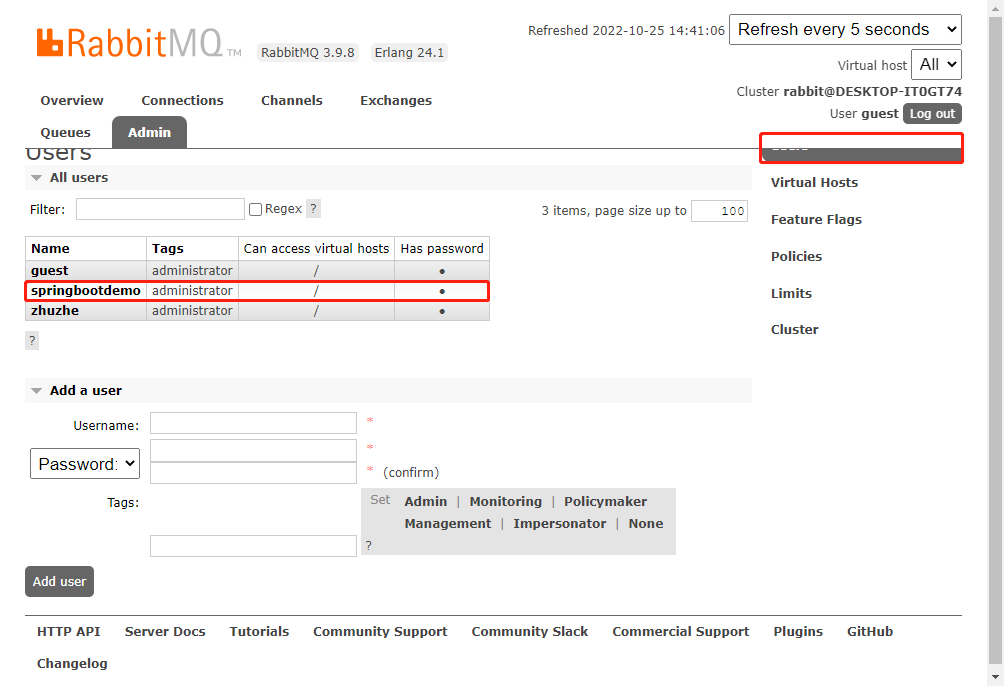 Refreshed 2022-10-25 14:41:06 Refresh every 5 seconds
RabbitMQ TM RabbitMQ 3.9.8 Erlang 24.1
Virtual host All
Cluster rabbit@DESKTOP-IT0GT74
User guest Log out
Overview Connections Channels Exchanges
Queues Admin
Users
All users
Filter: Regex ? 3 items, page size up to 100
Name Tags Can access virtual hosts Has password
guest administrator / ●
springbootdemo administrator / ●
zhuzhe administrator / ●
?
Virtual Hosts
Feature Flags
Policies
Limits
Cluster
Add a user
Username: *
Password: *
* (confirm)
Tags: Set Admin | Monitoring | Policymaker
Management | Impersonator | None
?
Add user
HTTP API Server Docs Tutorials Community Support Community Slack Commercial Support Plugins GitHub
Changelog